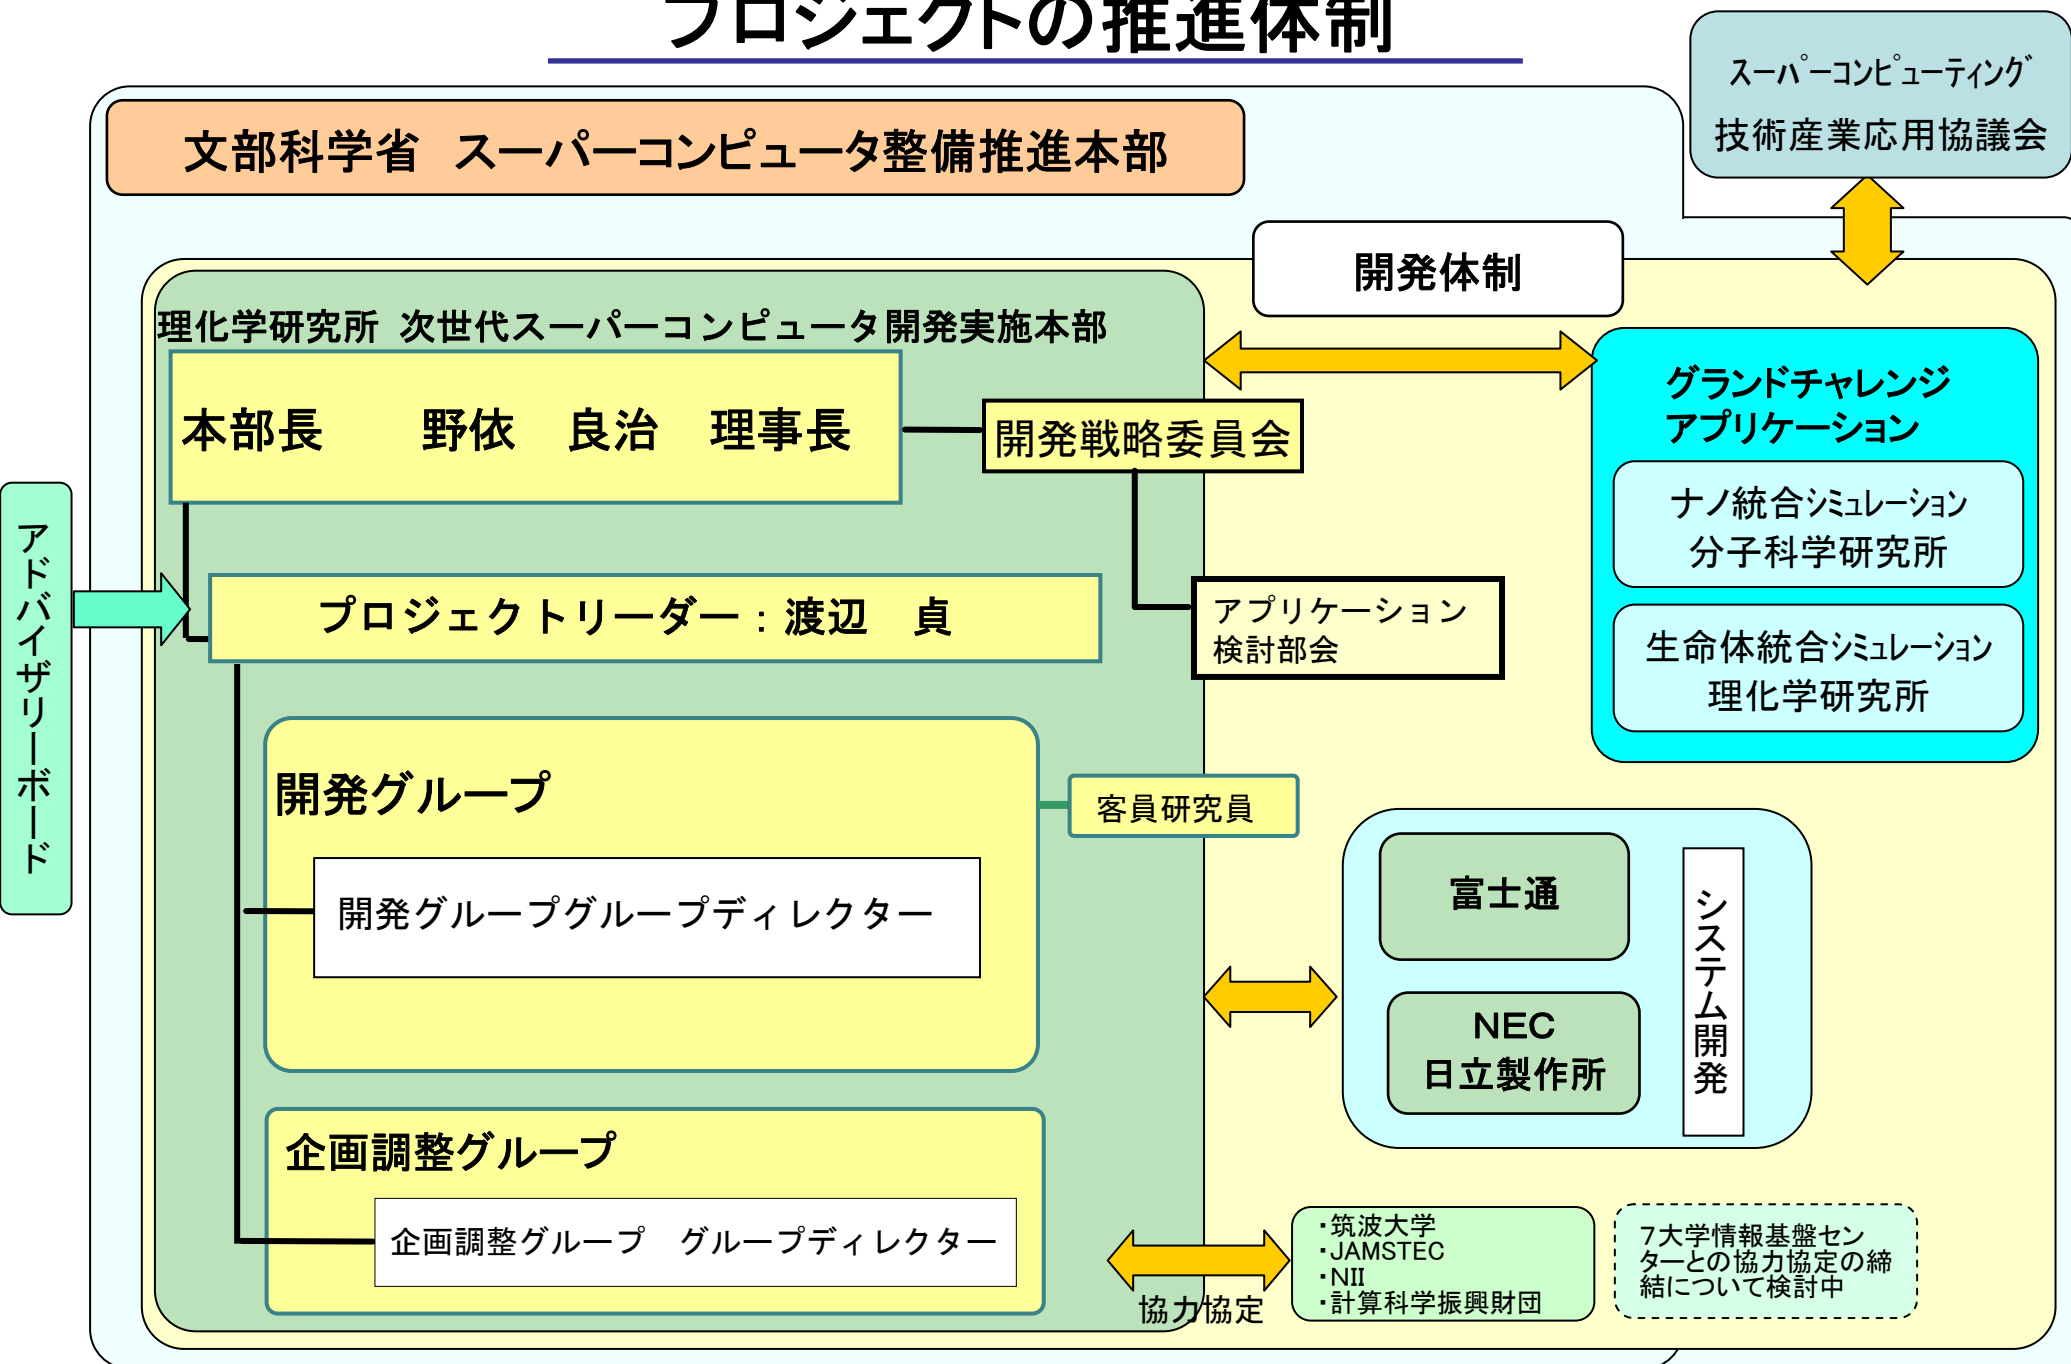 プロジェクトの推進体制
スーパーコンピューティング
技術産業応用協議会
文部科学省　スーパーコンピュータ整備推進本部
開発体制
理化学研究所 次世代スーパーコンピュータ開発実施本部
本部長　　野依　良治　理事長
開発戦略委員会
グランドチャレンジ
アプリケーション
ナノ統合シミュレーション
分子科学研究所
生命体統合シミュレーション
理化学研究所
アドバイザリーボード
プロジェクトリーダー：渡辺　貞
アプリケーション
検討部会
開発グループ
客員研究員
開発グループグループディレクター
富士通
NEC
日立製作所
システム開発
企画調整グループ
企画調整グループ　グループディレクター
協力協定
・筑波大学
・JAMSTEC
・NII
・計算科学振興財団
７大学情報基盤セン
ターとの協力協定の締
結について検討中